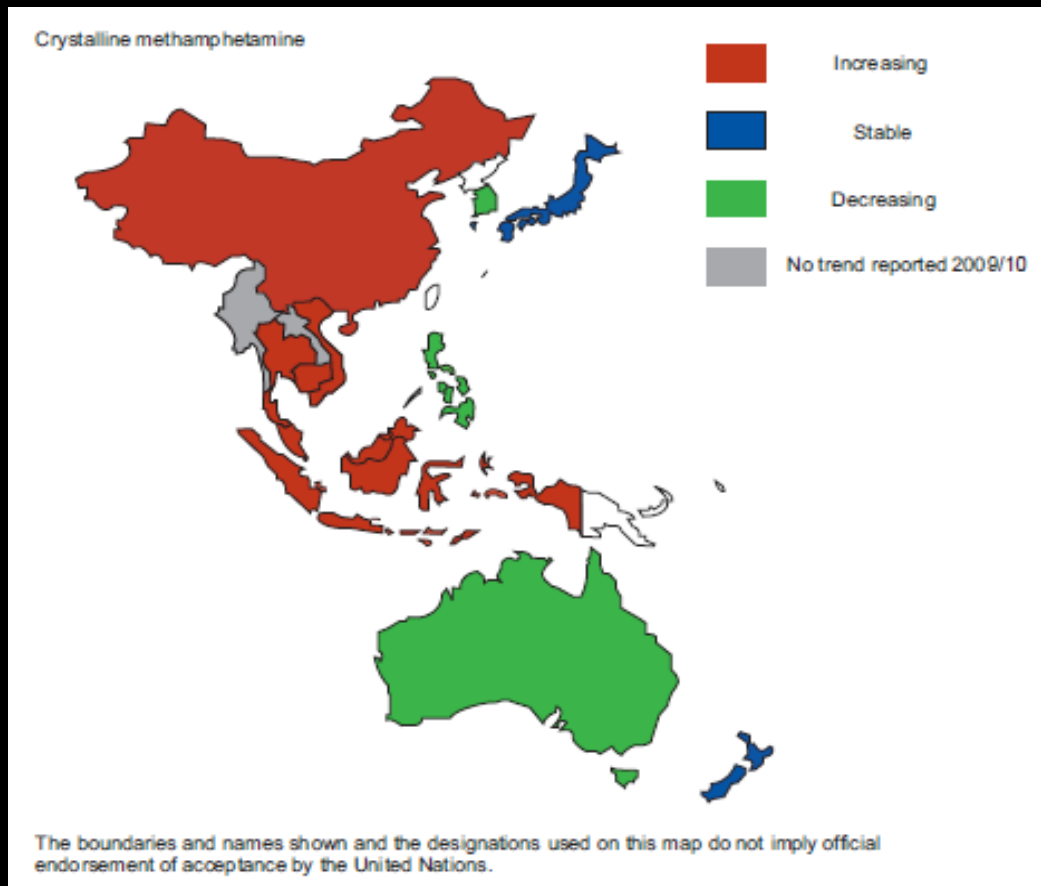 Crystalline methamphetamine
Increasing
Stable
Decreasing
No trend reported 2009/10
The boundaries and names shown and the designations used on this map do not imply official
endorsement of acceptance by the United Nations.